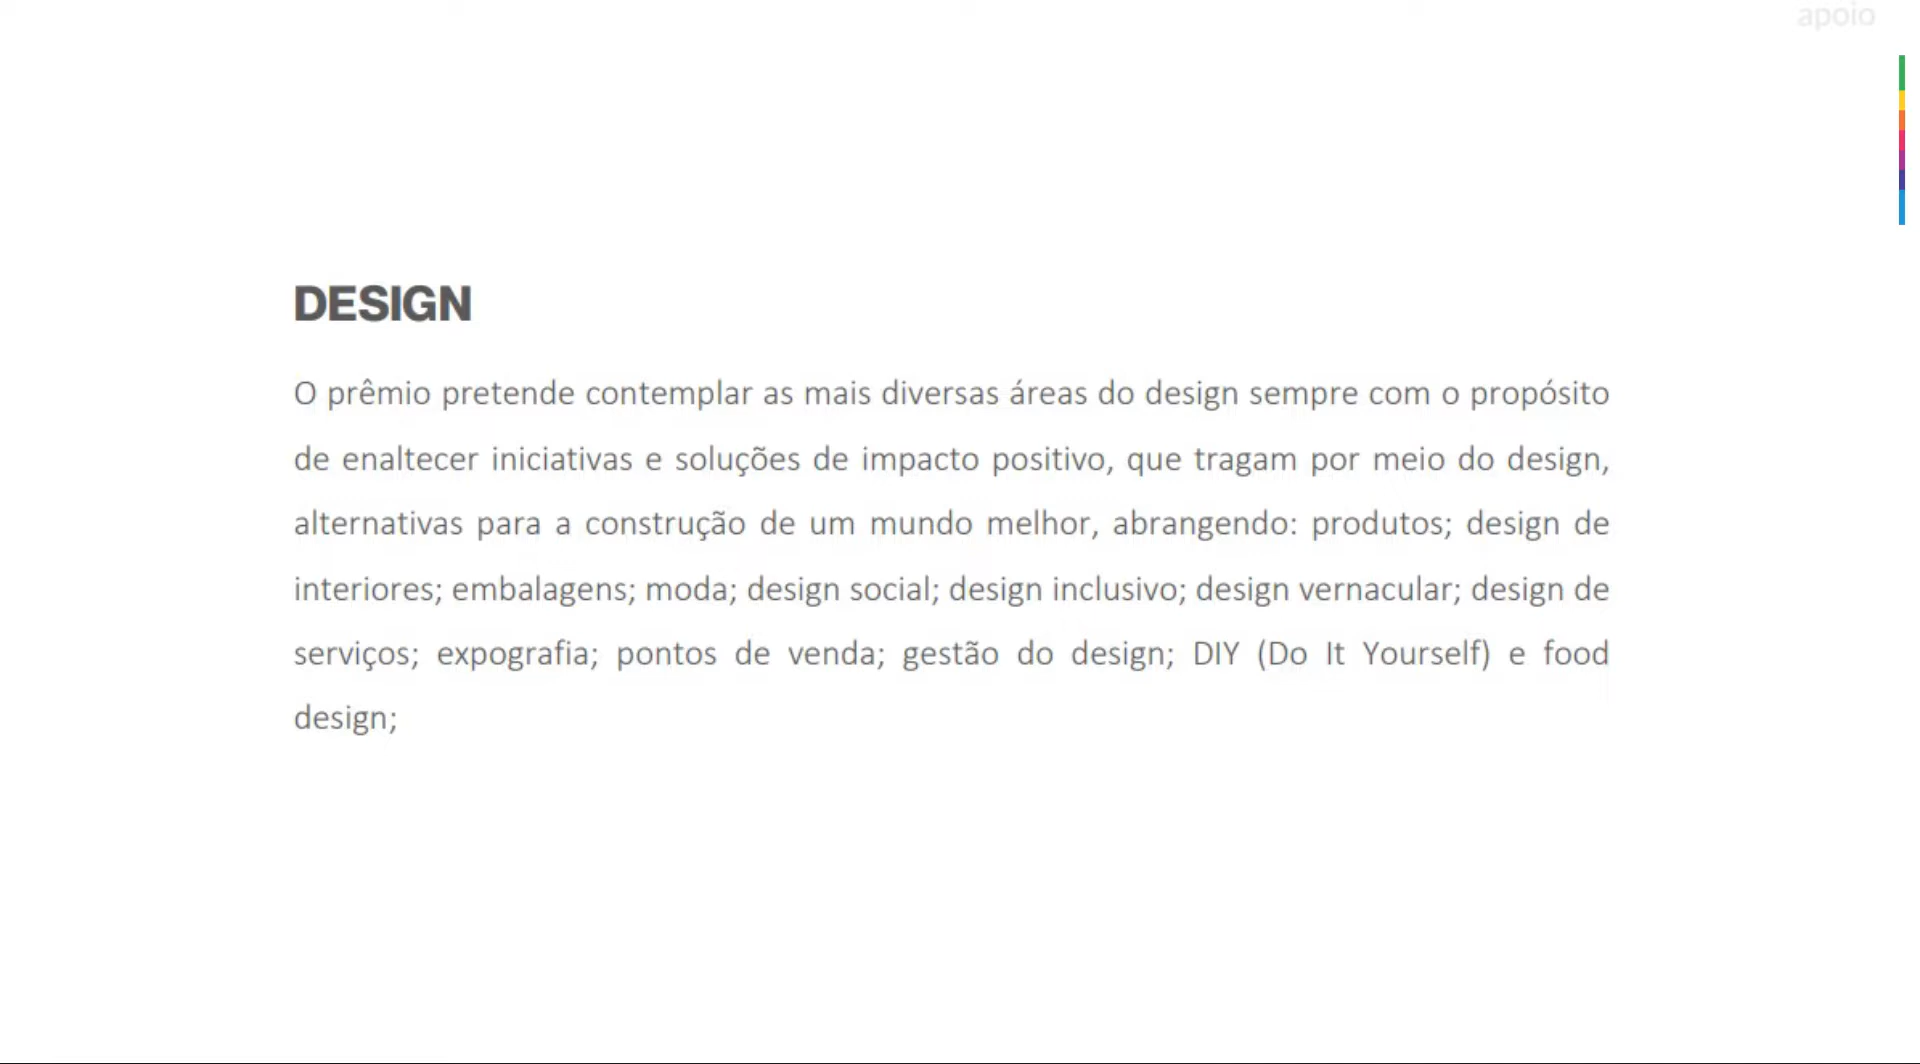 apoio
DESIGN
O prêmio pretende contemplar as mais diversas áreas do design sempre com o propósito
de enaltecer iniciativas e soluções de impacto positivo, que tragam por meio do design,
alternativas para a construção de um mundo melhor, abrangendo: produtos; design de
interiores; embalagens; moda; design social; design inclusivo; design vernacular; design de
serviços; expografia; pontos de venda; gestão do design; DIY (Do It Yourself) e food
design;